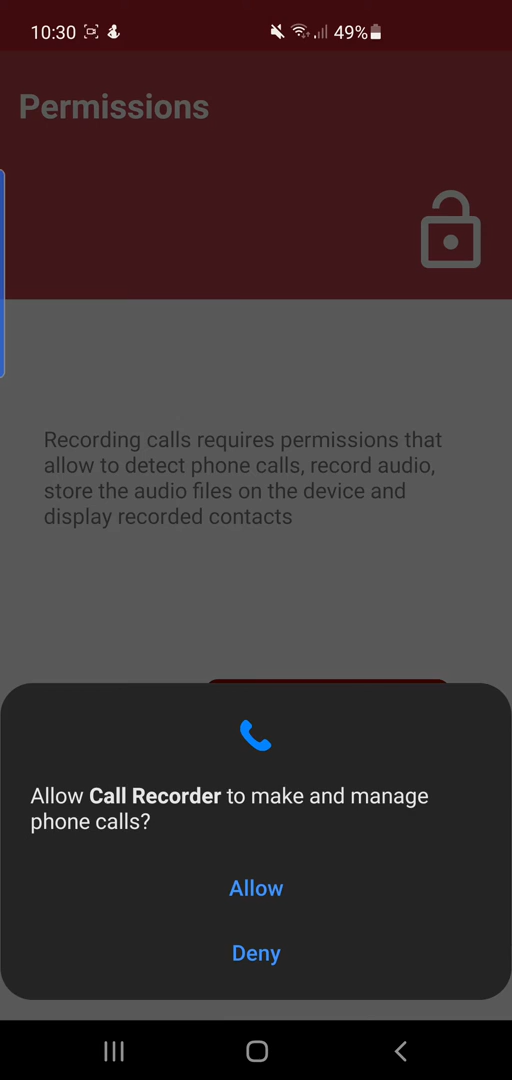 10:30
49%
Permissions
Recording calls requires permissions that
allow to detect phone calls, record audio,
store the audio files on the device and
display recorded contacts
Allow Call Recorder to make and manage
phone calls?
Allow
Deny